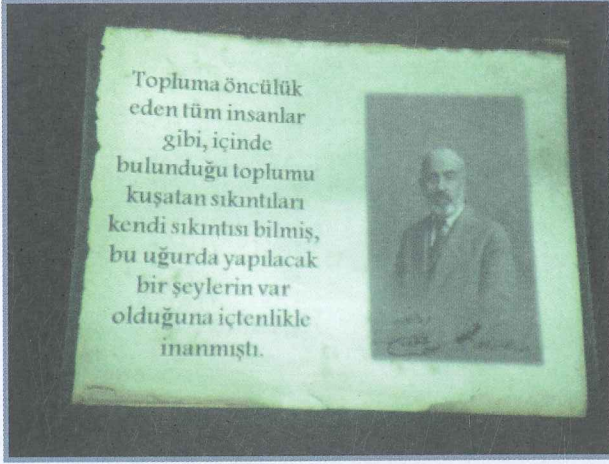 Topluma öncülük
eden tüm insanlar
gibi, içinde
bulunduğu toplumu
kuşatan sıkıntıları
kendi sıkıntısı bilmiş,
bu uğurda yapılacak
bir şeylerin var
olduğuna içtenlikle
inanmıştı.